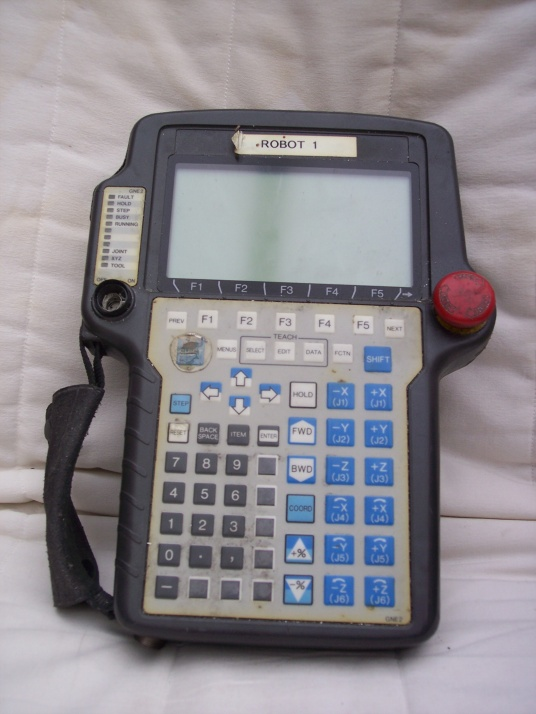 ROBOT 1
FAULT
HOLD
STEP
BUSY
RUNNING
JOINT
XYZ
TOOL
OFF ON
F1 F2 F3 F4 F5 →
PREV F1 F2 F3 F4 F5 NEXT
TEACH
MENUS SELECT EDIT DATA FCTN SHIFT
STEP HOLD -X (J1) +X (J1)
RESET BACK SPACE ITEM ENTER FWD -Y (J2) +Y (J2)
7 8 9 BWD -Z (J3) +Z (J3)
4 5 6 COORD -X (J4) +X (J4)
1 2 3 +% -Y (J5) +Y (J5)
0 . , -% -Z (J6) +Z (J6)
-